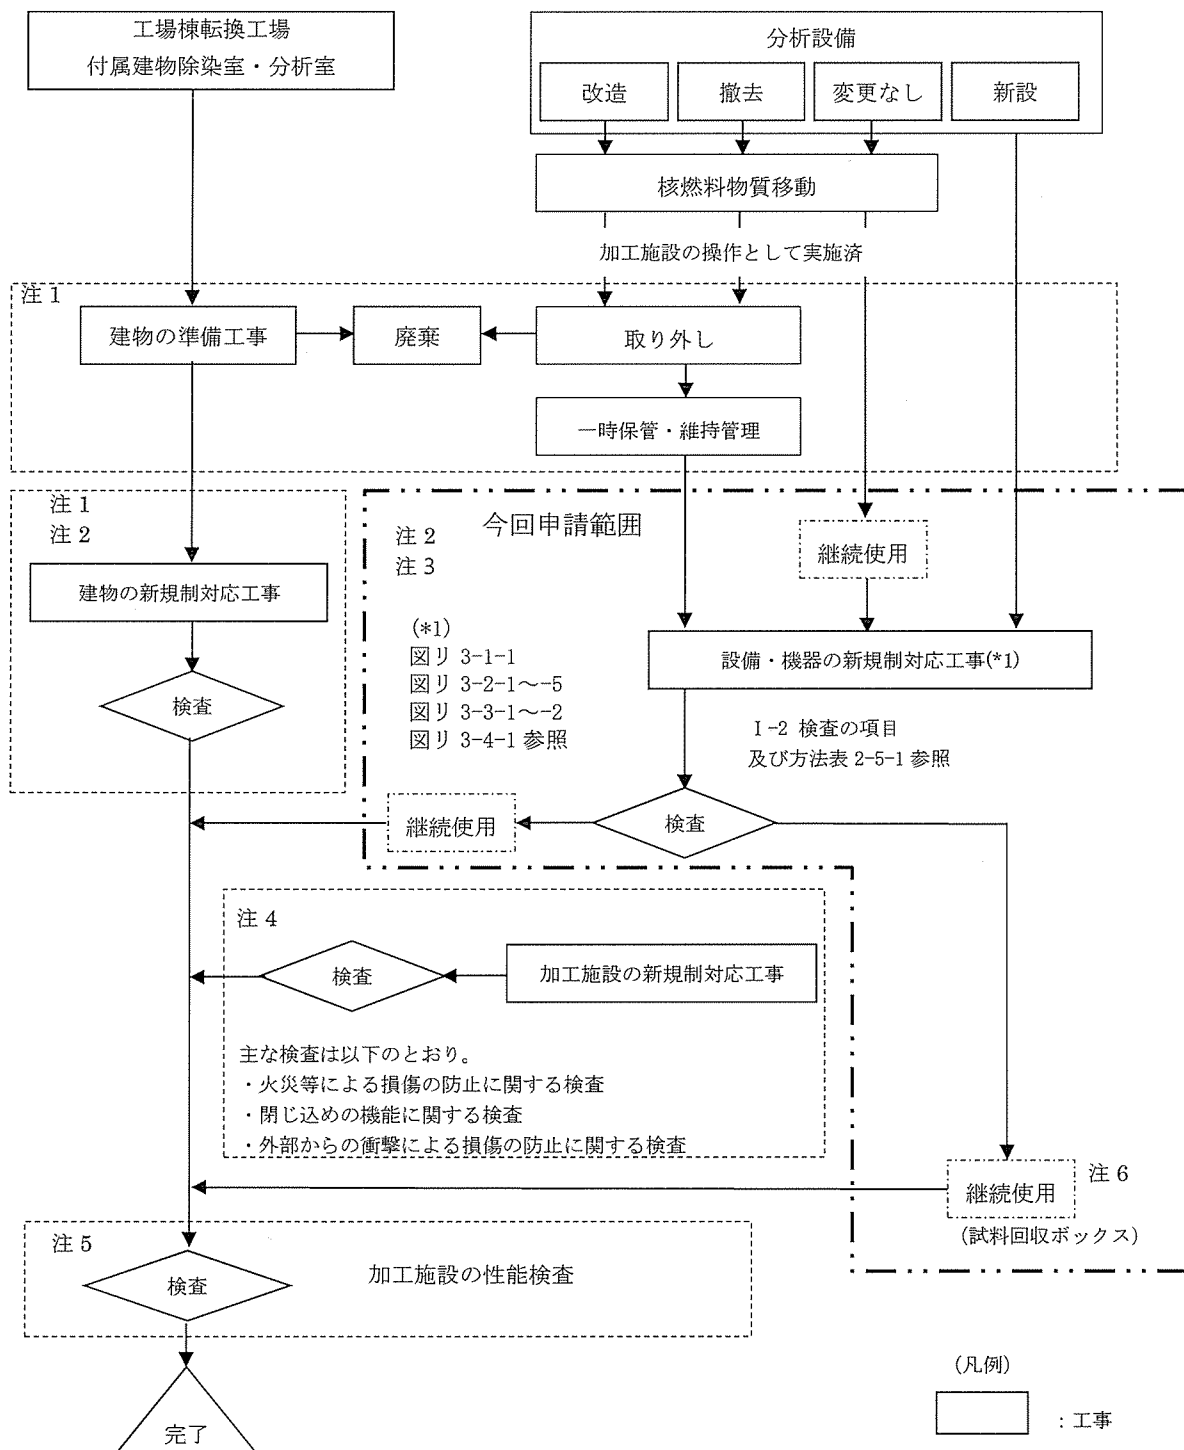 工場棟転換工場
付属建物除染室・分析室
分析設備
改造
撤去
変更なし
新設
核燃料物質移動
加工施設の操作として実施済
注 1
建物の準備工事
廃棄
取り外し
一時保管・維持管理
注 1
注 2
建物の新規制対応工事
検査
今回申請範囲
注 2
注 3
継続使用
(*1)
図リ 3-1-1
図リ 3-2-1～-5
図リ 3-3-1～-2
図リ 3-4-1 参照
設備・機器の新規制対応工事(*1)
Ⅰ-2 検査の項目
及び方法表 2-5-1 参照
継続使用
検査
注 4
検査
加工施設の新規制対応工事
主な検査は以下のとおり。
・火災等による損傷の防止に関する検査
・閉じ込めの機能に関する検査
・外部からの衝撃による損傷の防止に関する検査
継続使用
注 6
(試料回収ボックス)
注 5
検査
加工施設の性能検査
完了
(凡例)
：工事